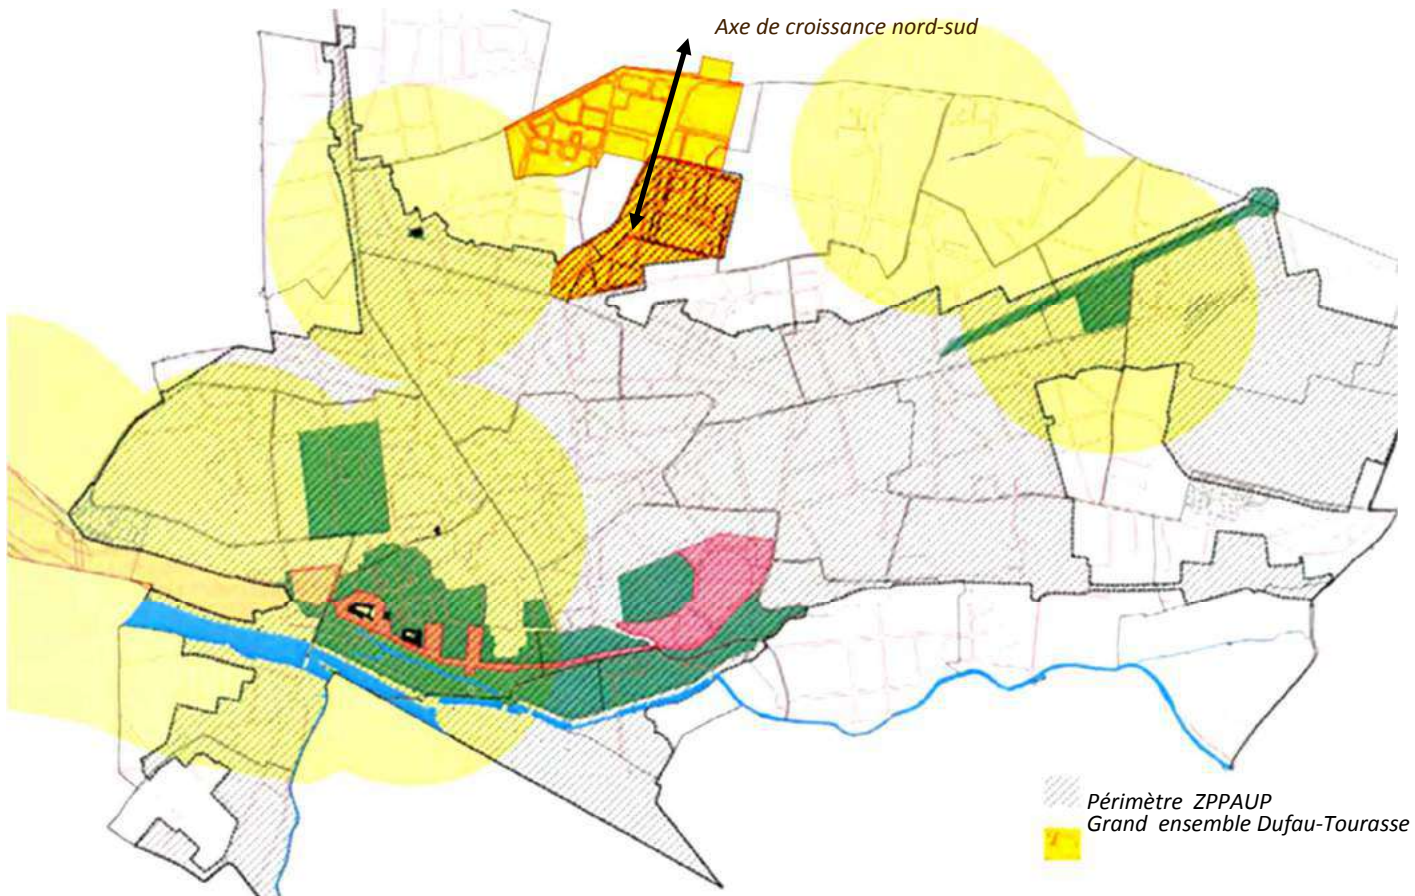 Axe de croissance nord-sud
Périmètre ZPPAUP
Grand ensemble Dufau-Tourasse